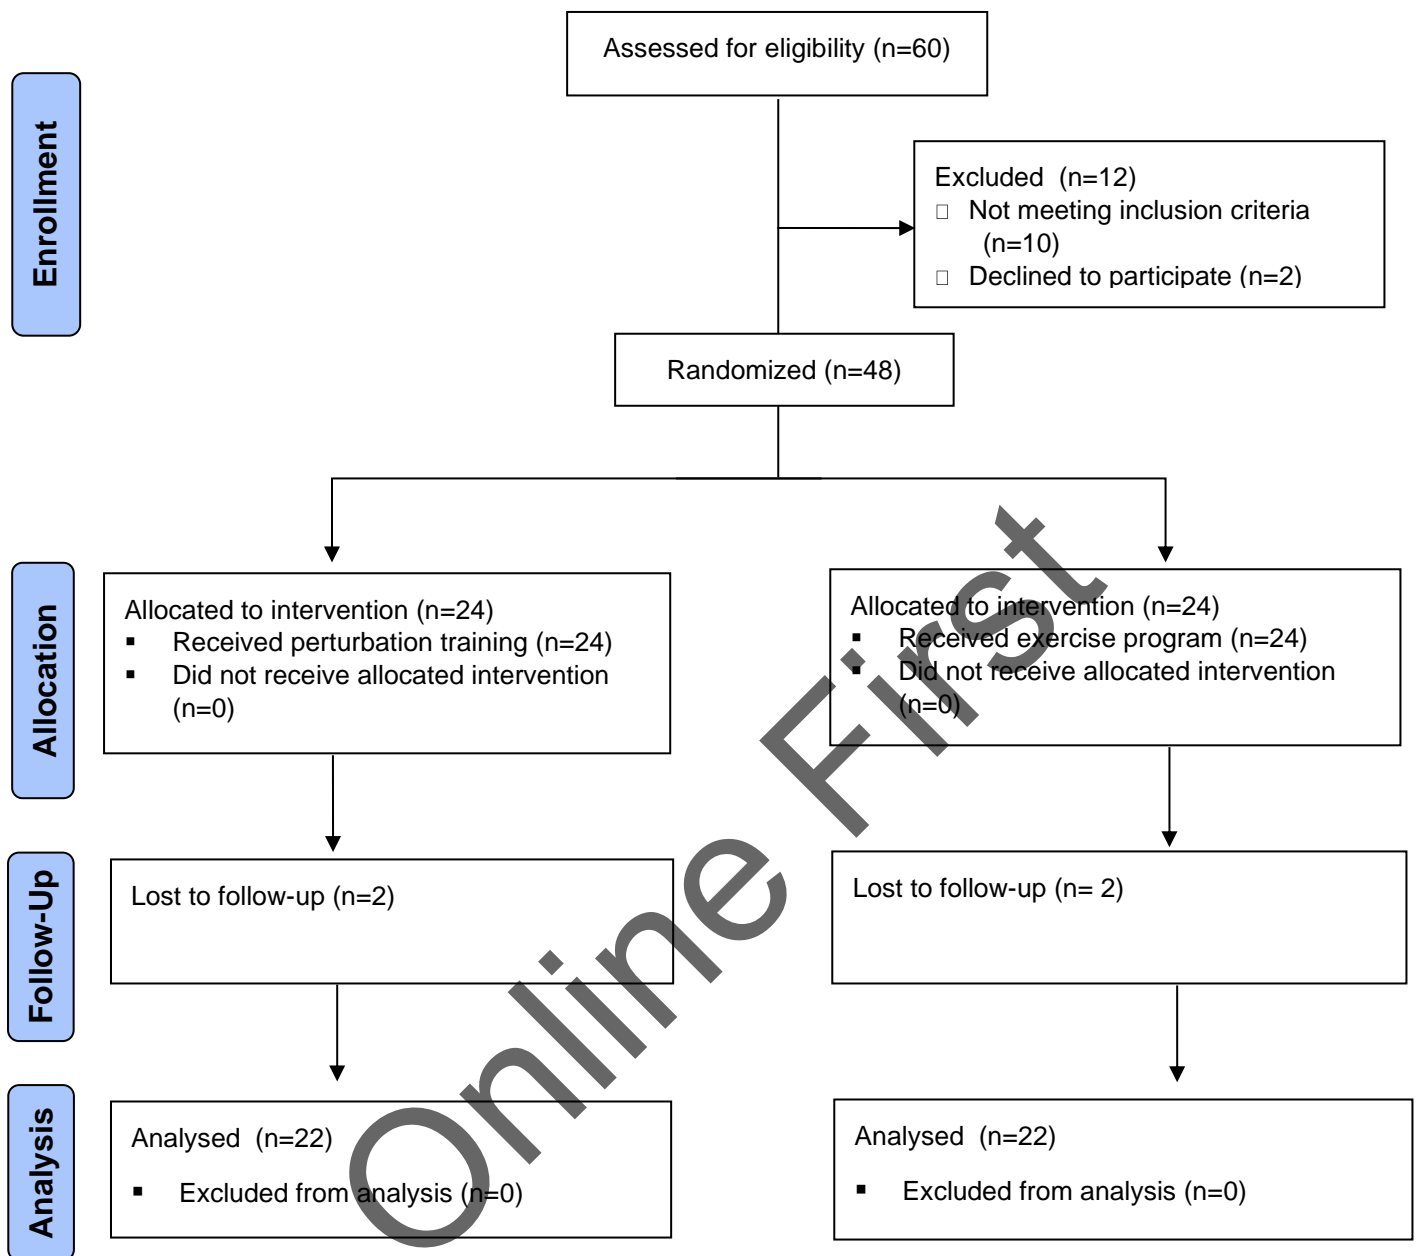 Assessed for eligibility (n=60)
Enrollment
Excluded (n=12)
Not meeting inclusion criteria
(n=10)
Declined to participate (n=2)
Randomized (n=48)
Allocation
Allocated to intervention (n=24)
▪ Received perturbation training (n=24)
▪ Did not receive allocated intervention
(n=0)
Allocated to intervention (n=24)
▪ Received exercise program (n=24)
▪ Did not receive allocated intervention
(n=0)
Follow-Up
Lost to follow-up (n=2)
Lost to follow-up (n= 2)
Analysis
Analysed (n=22)
▪ Excluded from analysis (n=0)
Analysed (n=22)
▪ Excluded from analysis (n=0)
Online First